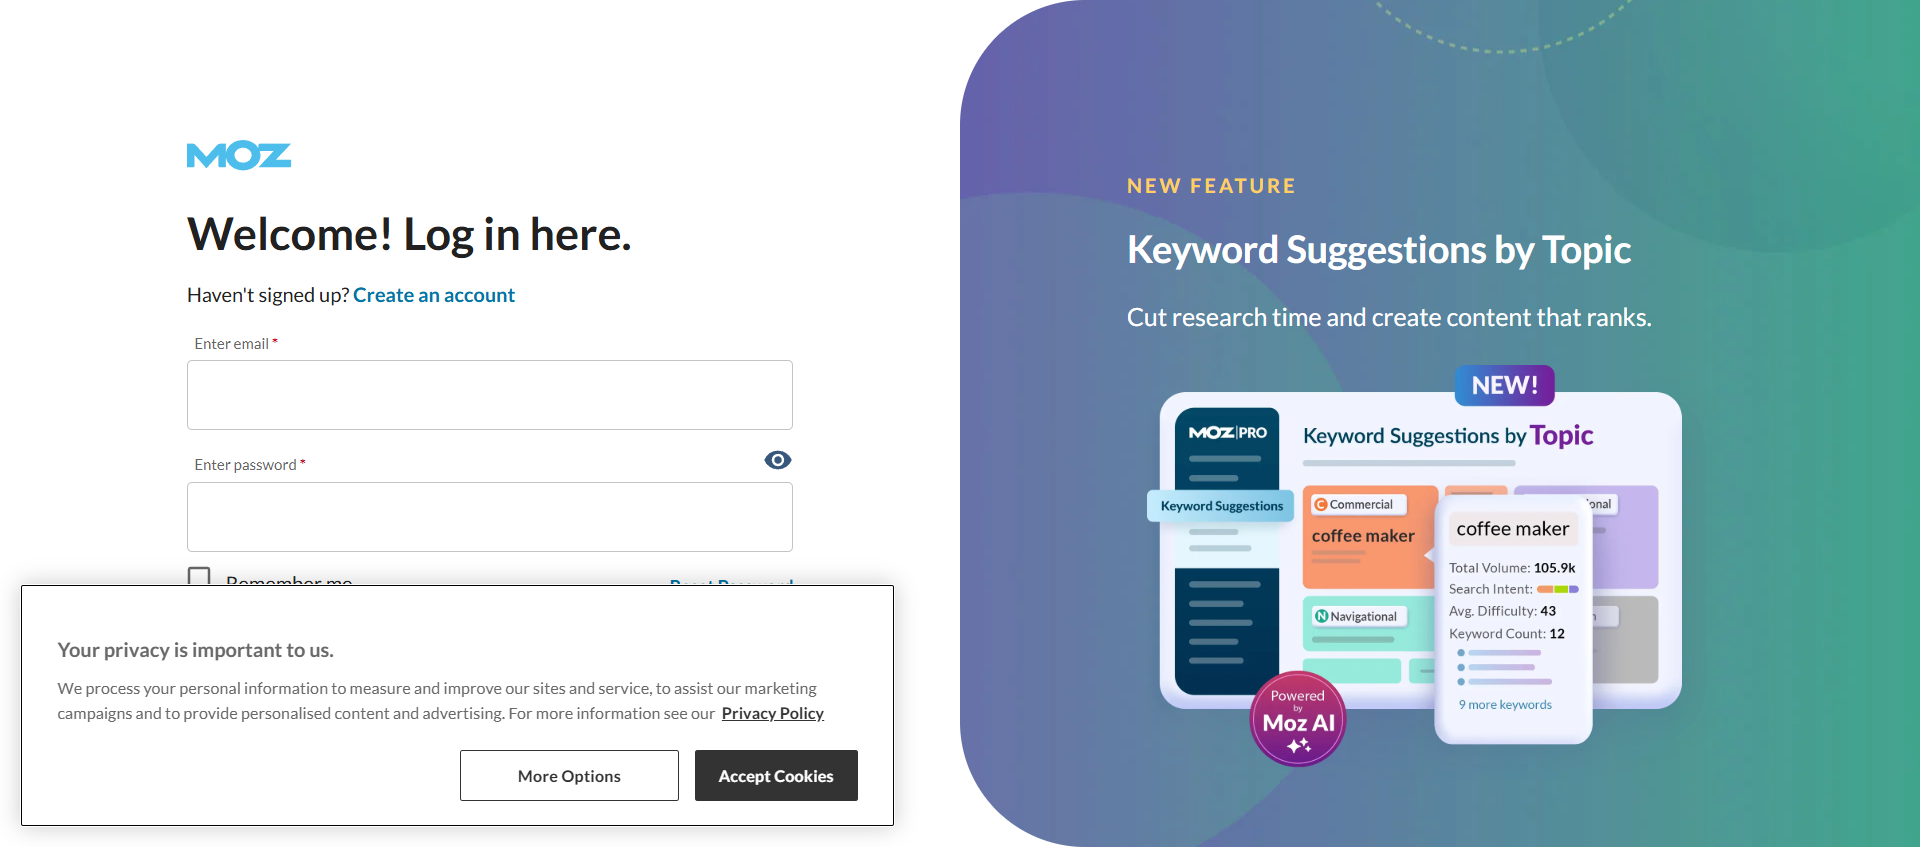 MOZ
Welcome! Log in here.
Haven't signed up? Create an account
Enter email *
Enter password *
Remember me
Reset Password
Your privacy is important to us.
We process your personal information to measure and improve our sites and service, to assist our marketing
campaigns and to provide personalised content and advertising. For more information see our Privacy Policy
More Options
Accept Cookies
NEW FEATURE
Keyword Suggestions by Topic
Cut research time and create content that ranks.
NEW!
MOZ|PRO
Keyword Suggestions by Topic
Keyword Suggestions
C Commercial
coffee maker
N Navigational
coffee maker
Total Volume: 105.9k
Search Intent:
Avg. Difficulty: 43
Keyword Count: 12
9 more keywords
Powered
by
Moz AI